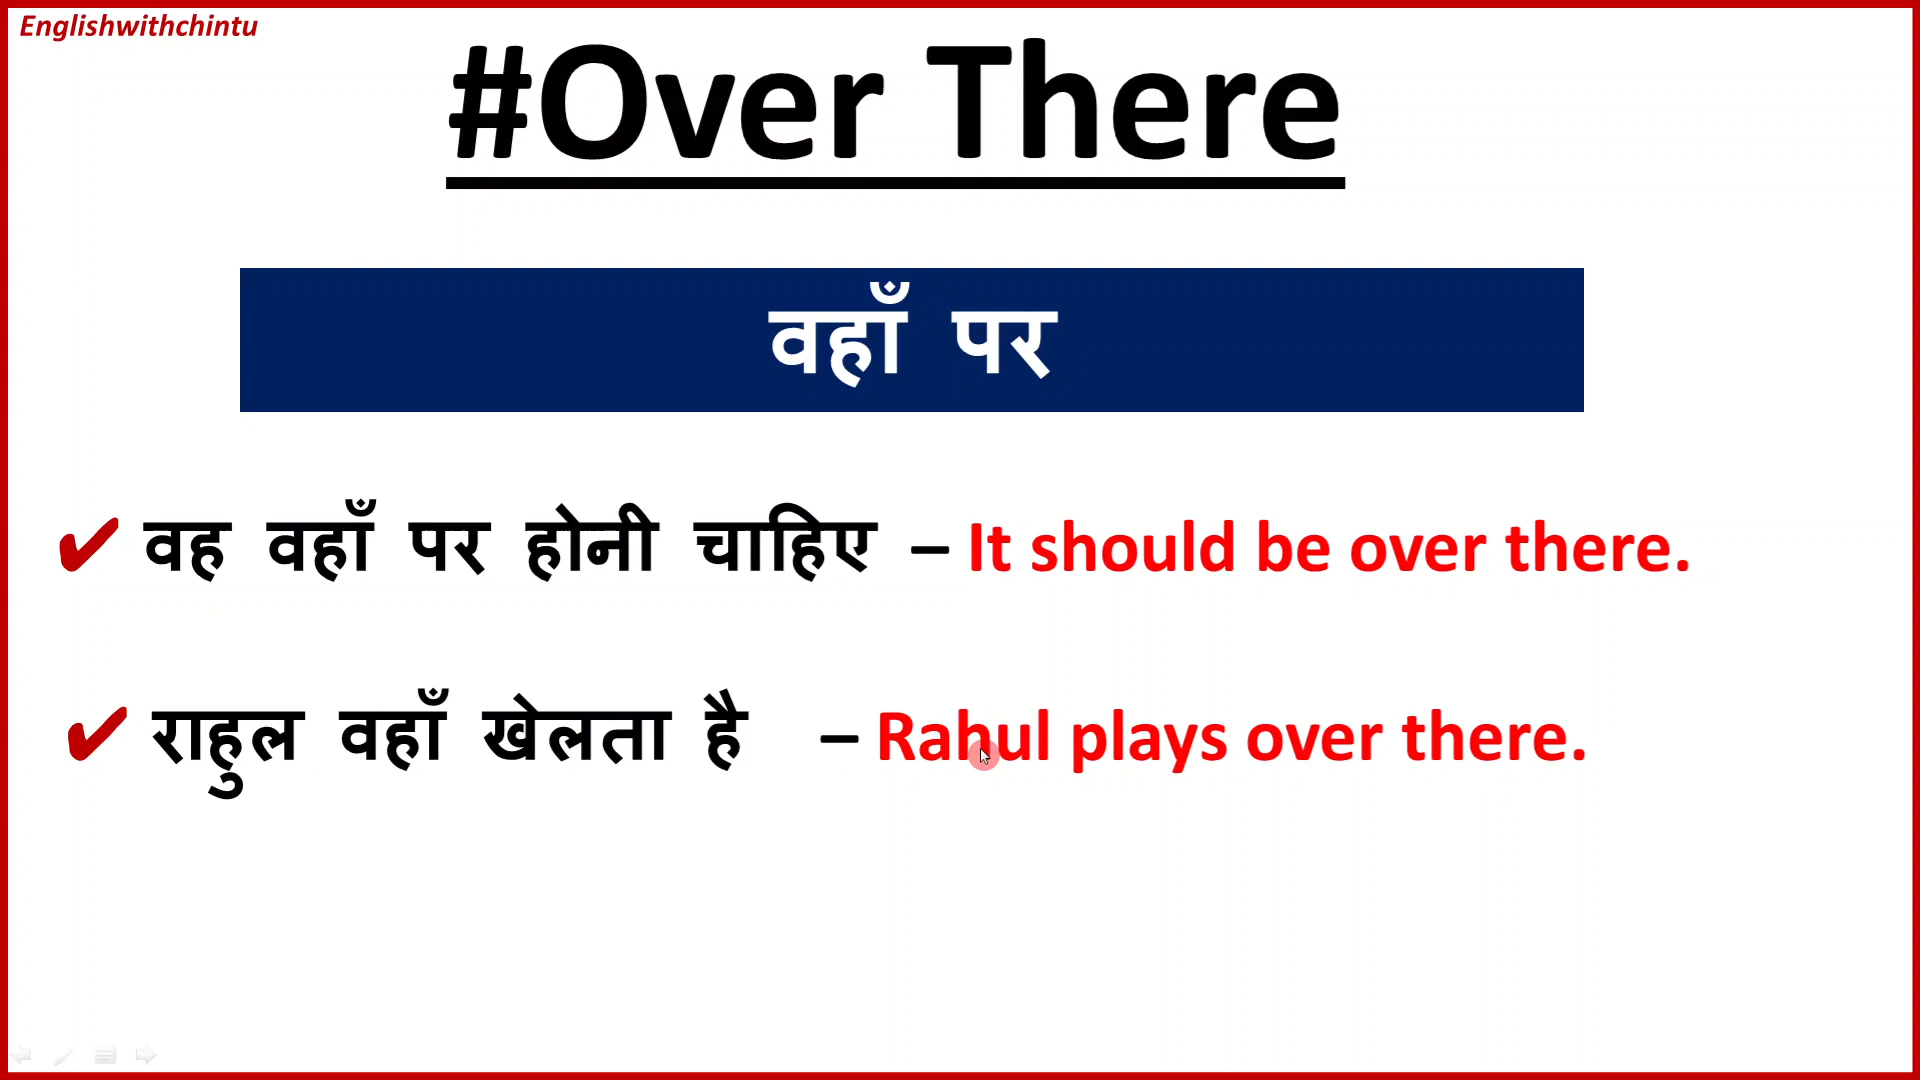 Englishwithchintu
#Over There
वहाँ पर
✔ वह वहाँ पर होनी चाहिए – It should be over there.
✔ राहुल वहाँ खेलता है – Rahul plays over there.